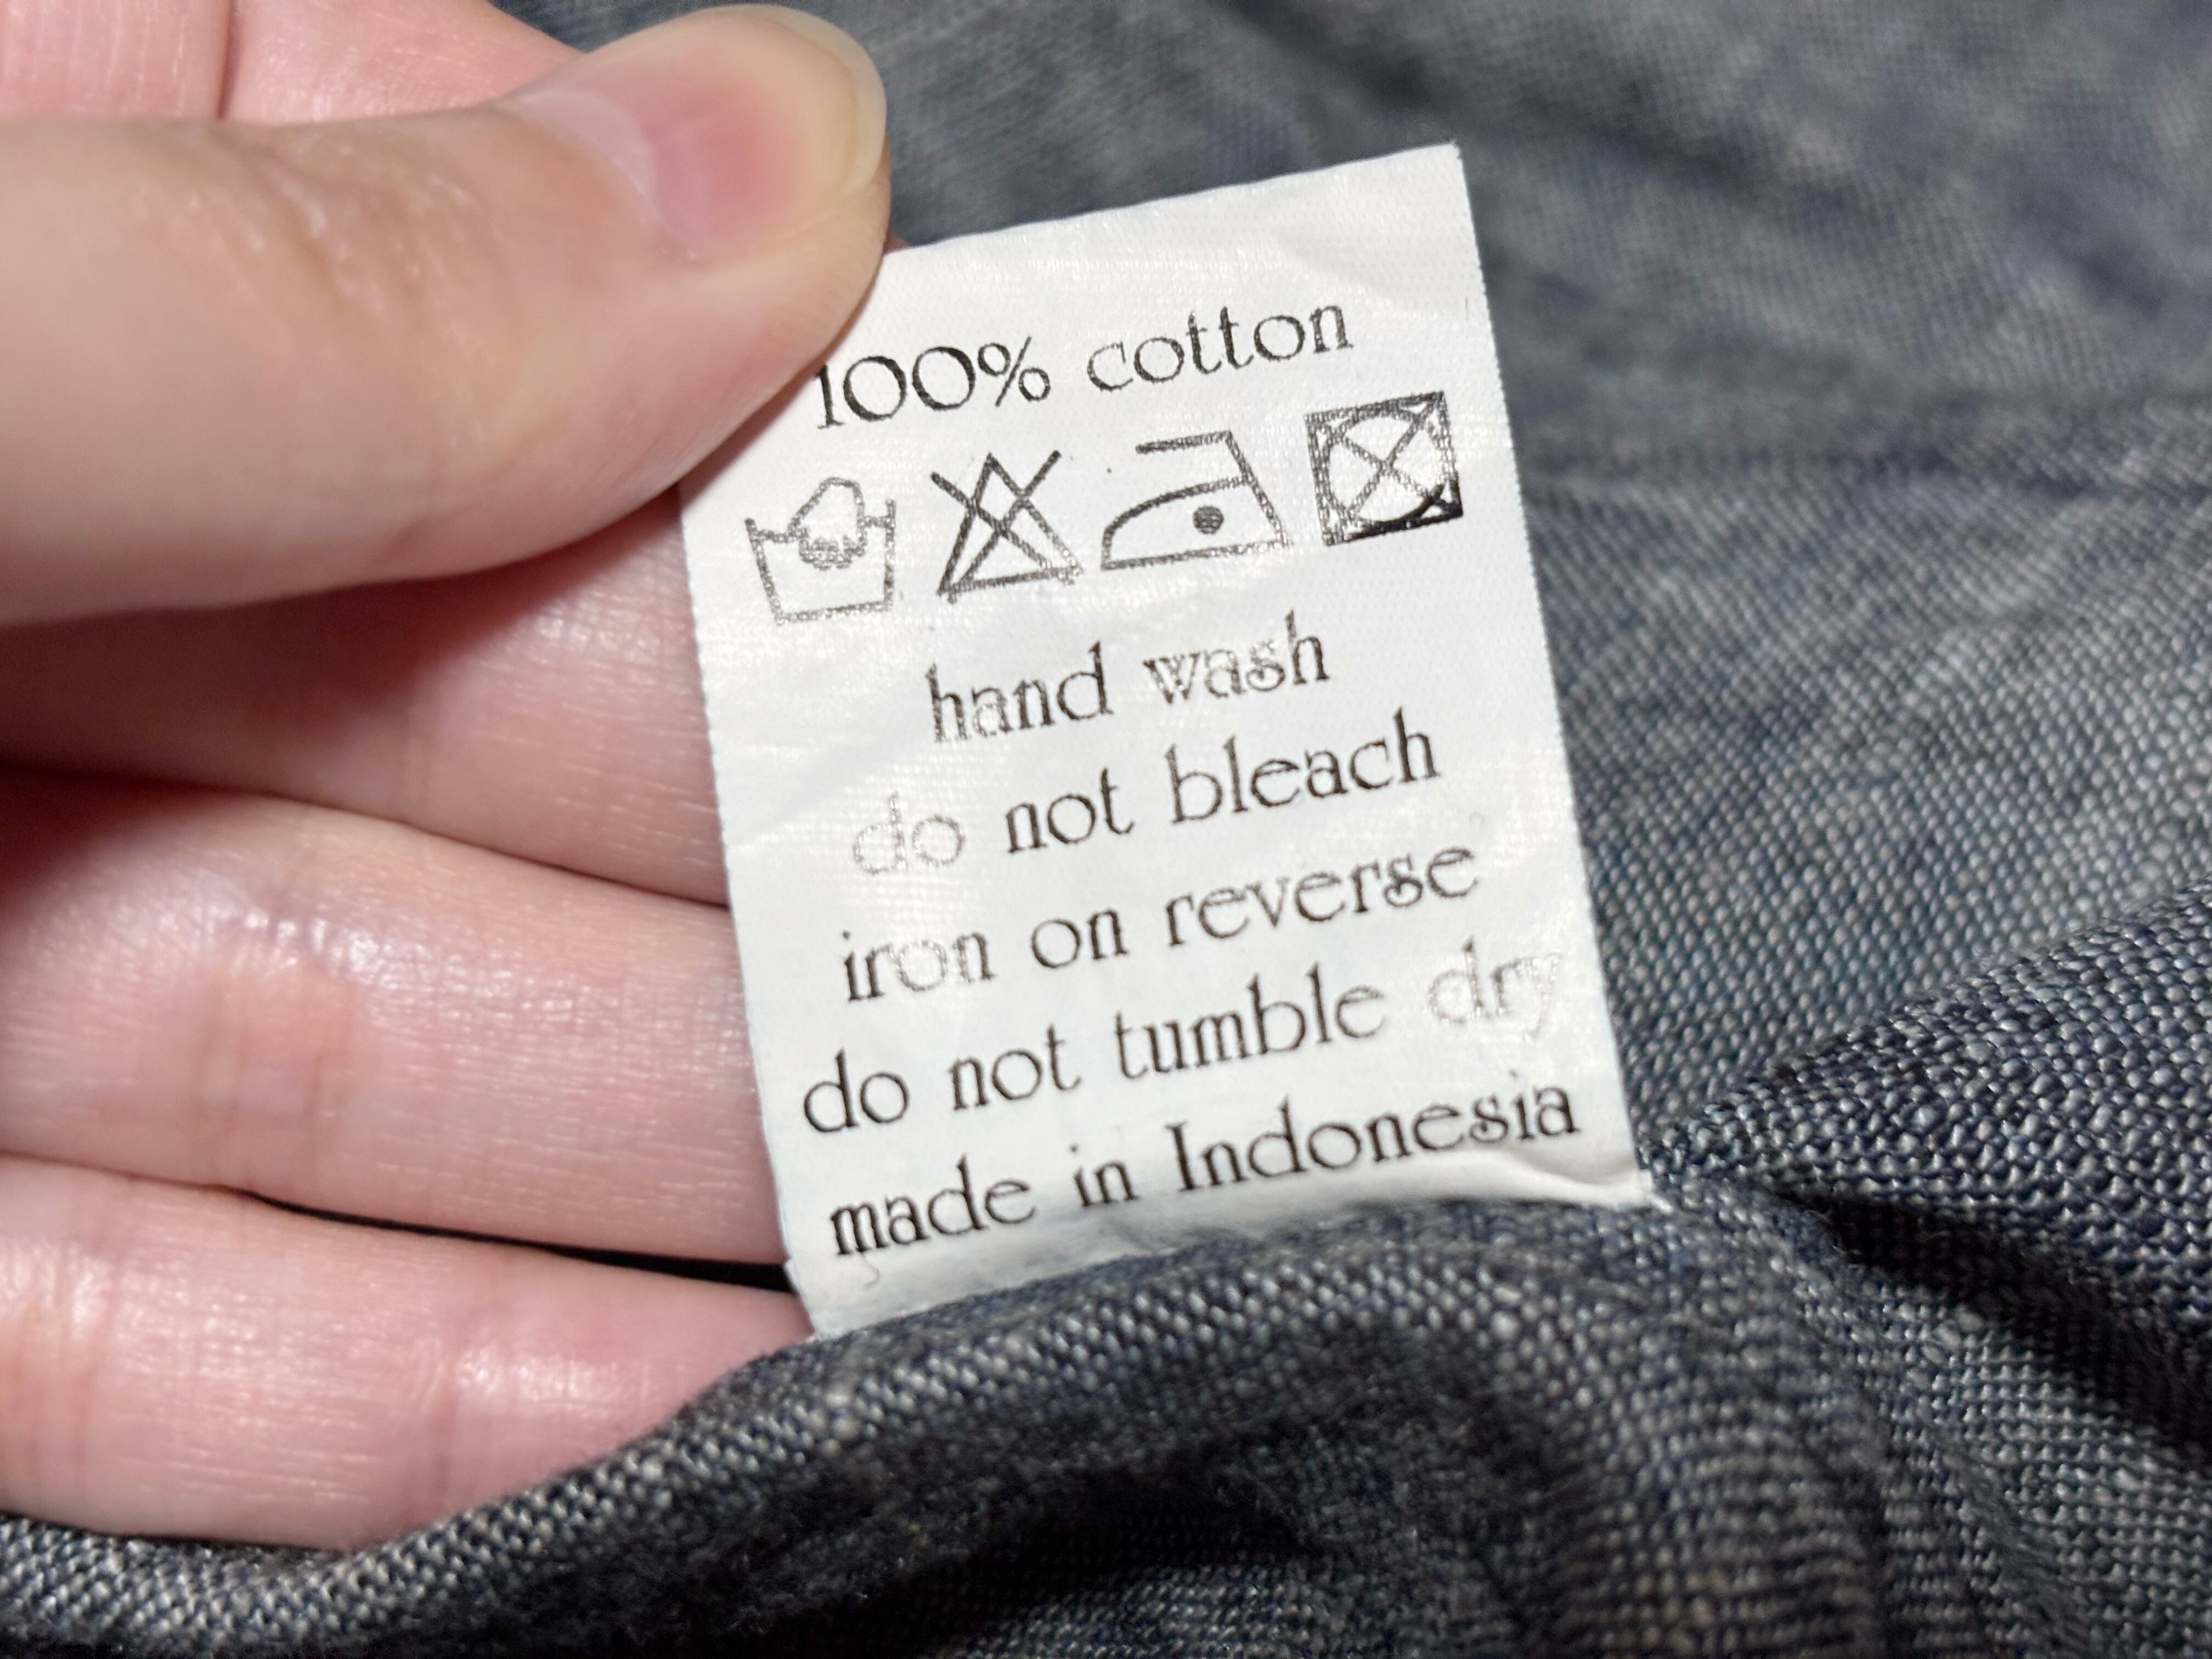 100% cotton
hand wash
do not bleach
iron on reverse
do not tumble dry
made in Indonesia